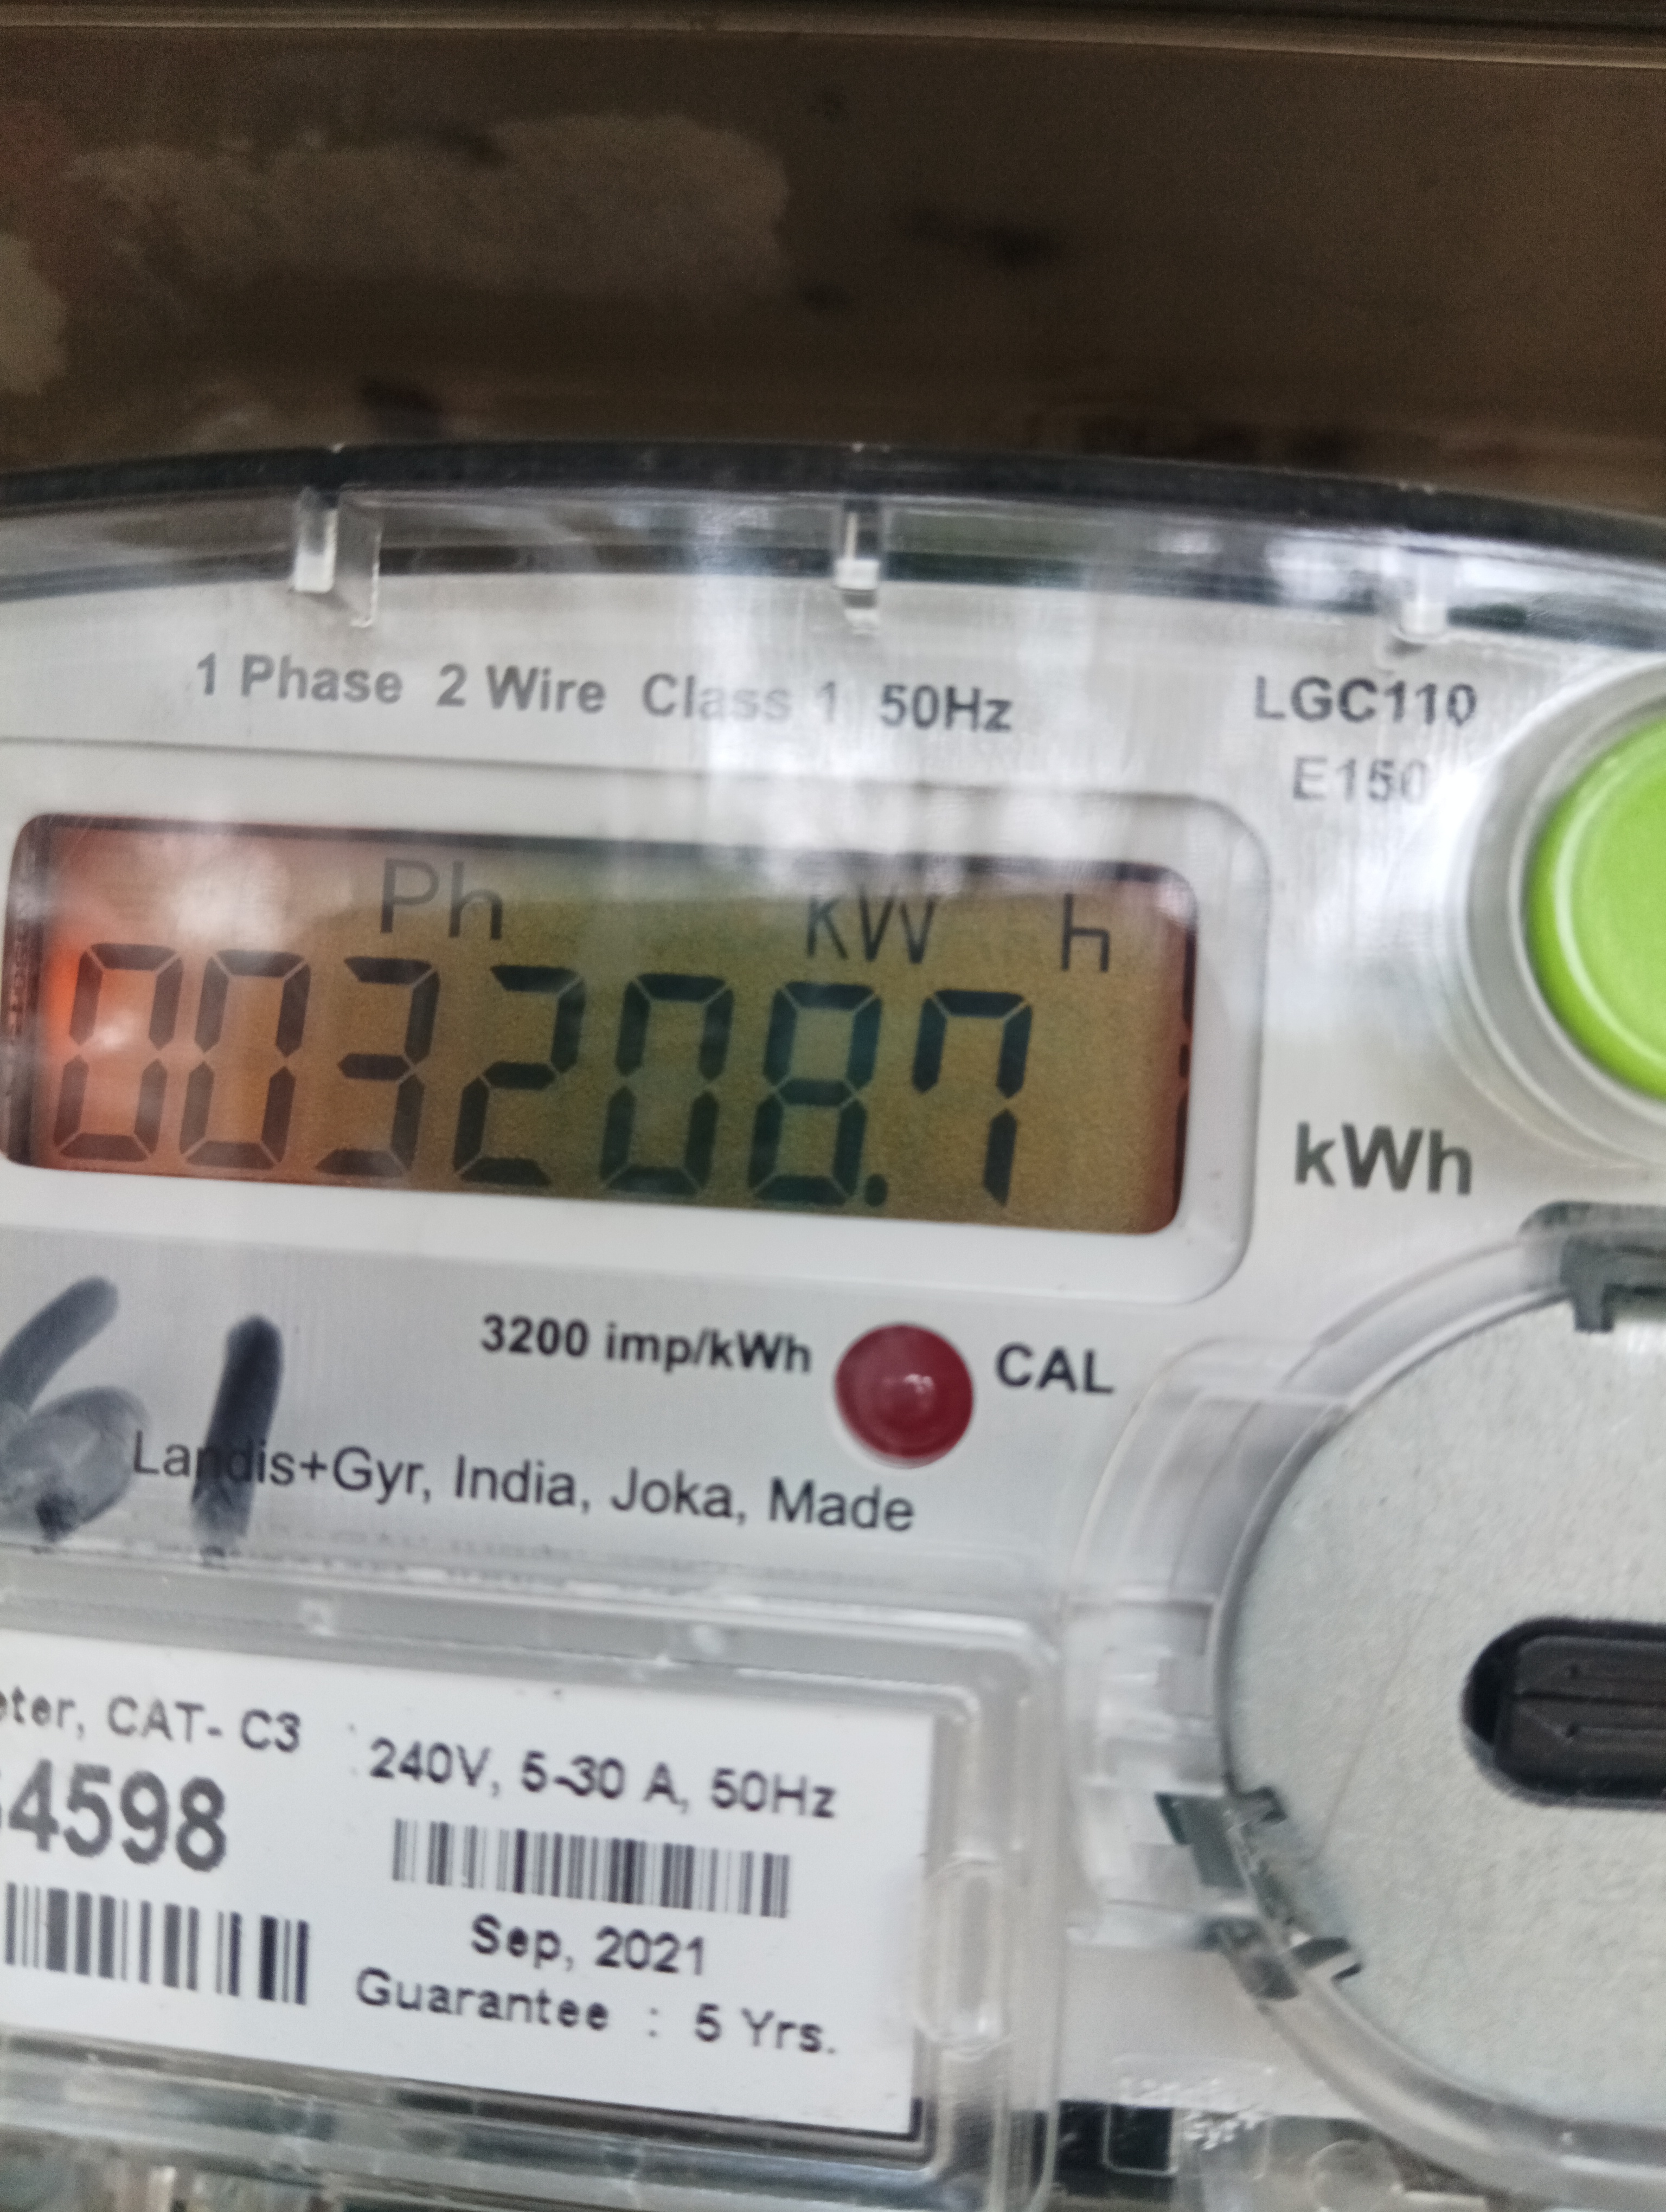 1 Phase 2 Wire Class 1 50Hz
LGC110
E150
Ph KW h
003208.7
kWh
3200 imp/kWh
CAL
61
Landis+Gyr, India, Joka, Made
CAT- C3
240V, 5-30 A, 50Hz
4598
Sep, 2021
Guarantee : 5 Yrs.